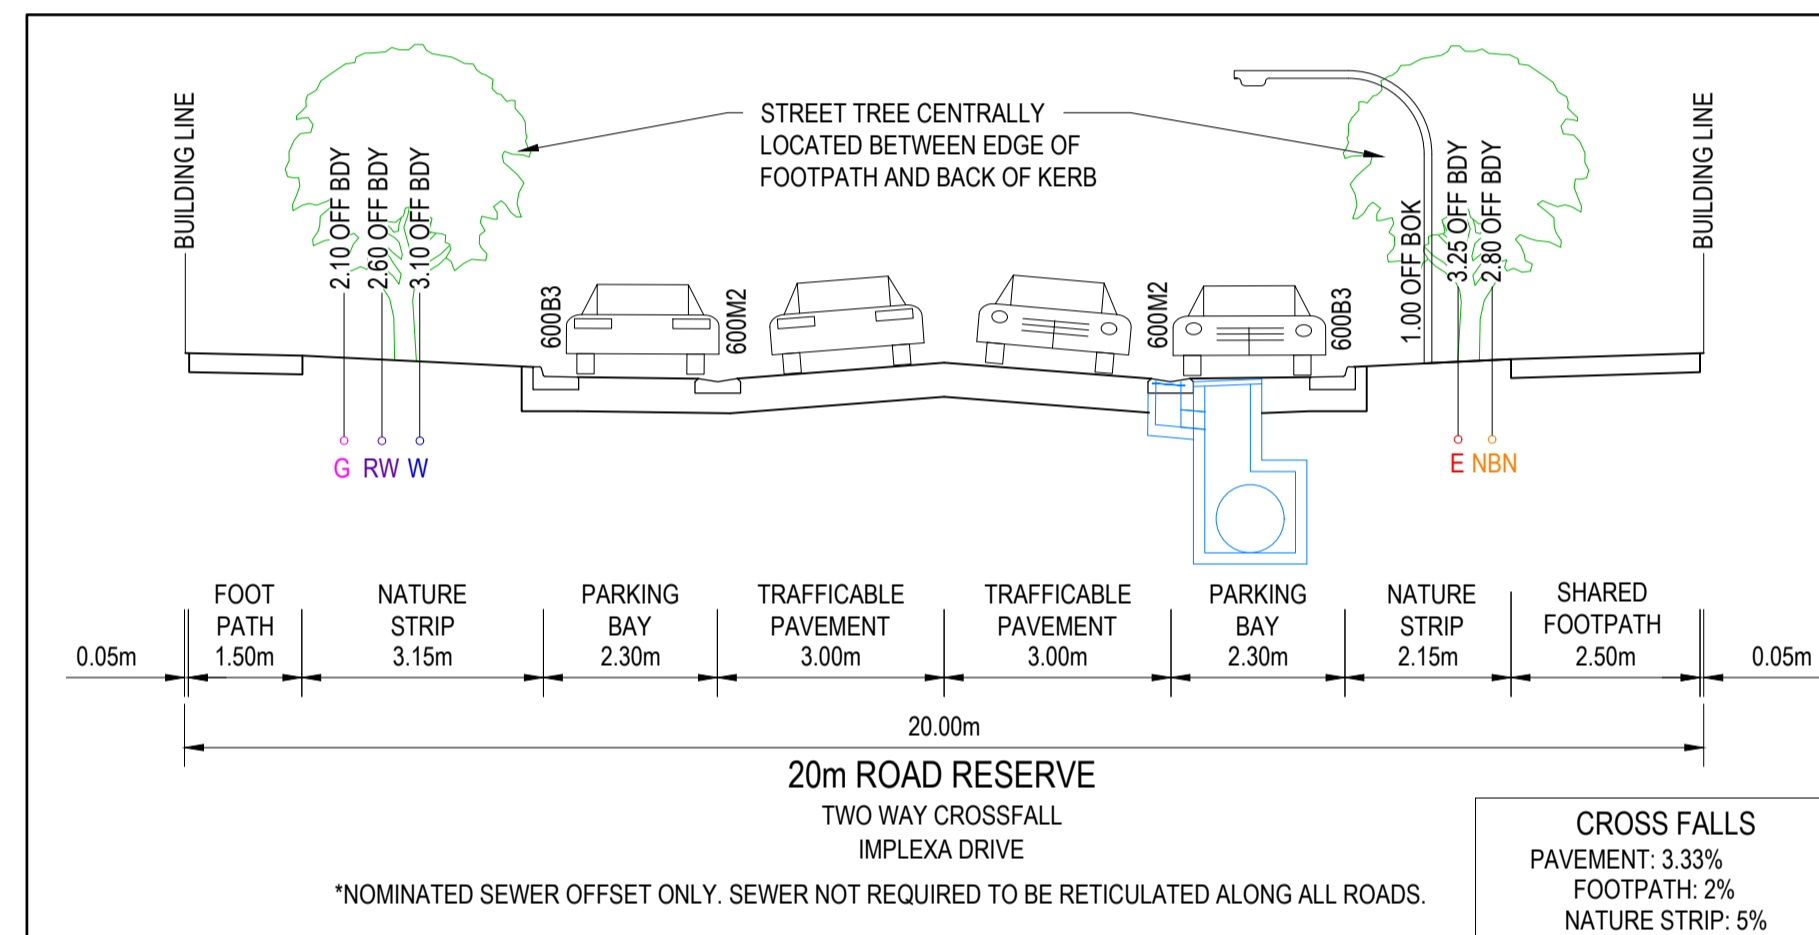 BUILDING LINE
2.10 OFF BDY
2.60 OFF BDY
3.10 OFF BDY
STREET TREE CENTRALLY
LOCATED BETWEEN EDGE OF
FOOTPATH AND BACK OF KERB
1.00 OFF BOK
3.25 OFF BDY
2.80 OFF BDY
BUILDING LINE
600B3
600M2
600M2
600B3
G RW W
E NBN
FOOT
PATH
1.50m
NATURE
STRIP
3.15m
PARKING
BAY
2.30m
TRAFFICABLE
PAVEMENT
3.00m
TRAFFICABLE
PAVEMENT
3.00m
PARKING
BAY
2.30m
NATURE
STRIP
2.15m
SHARED
FOOTPATH
2.50m
0.05m
0.05m
20.00m
20m ROAD RESERVE
TWO WAY CROSSFALL
IMPLEXA DRIVE
*NOMINATED SEWER OFFSET ONLY. SEWER NOT REQUIRED TO BE RETICULATED ALONG ALL ROADS.
CROSS FALLS
PAVEMENT: 3.33%
FOOTPATH: 2%
NATURE STRIP: 5%